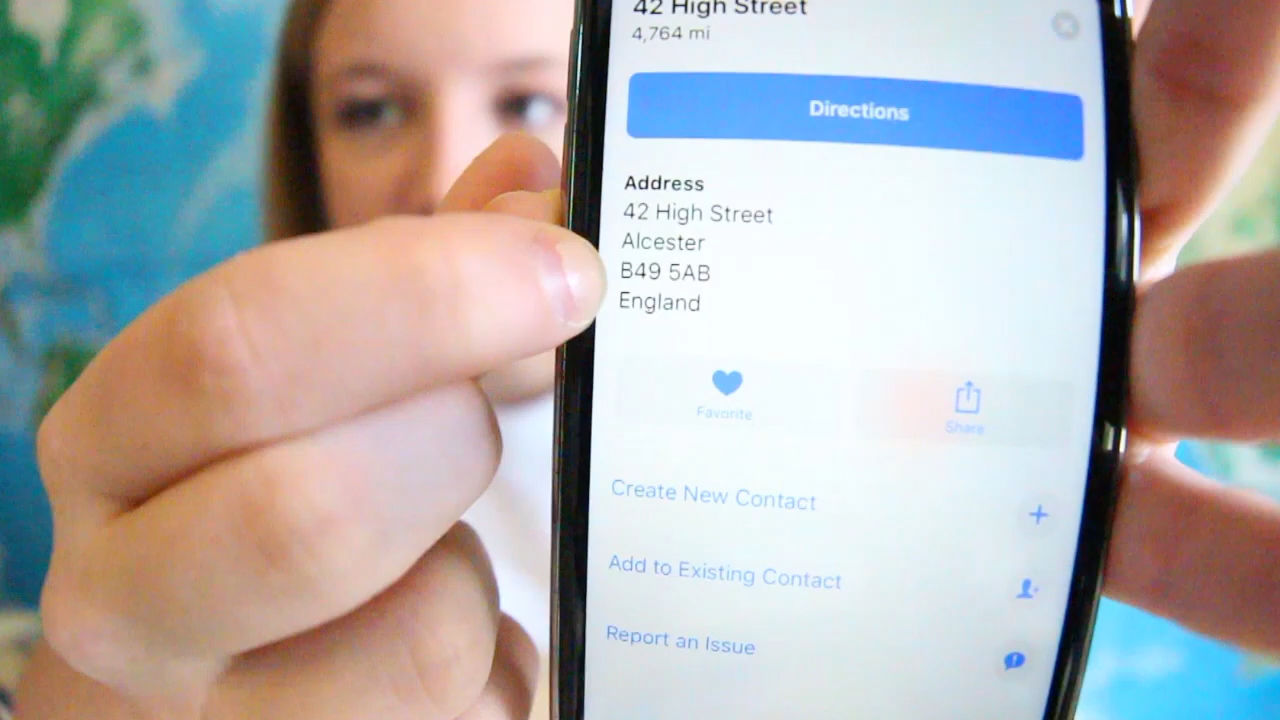 42 High Street
4,764 mi
Directions
Address
42 High Street
Alcester
B49 5AB
England
Favorite
Share
Create New Contact
Add to Existing Contact
Report an Issue